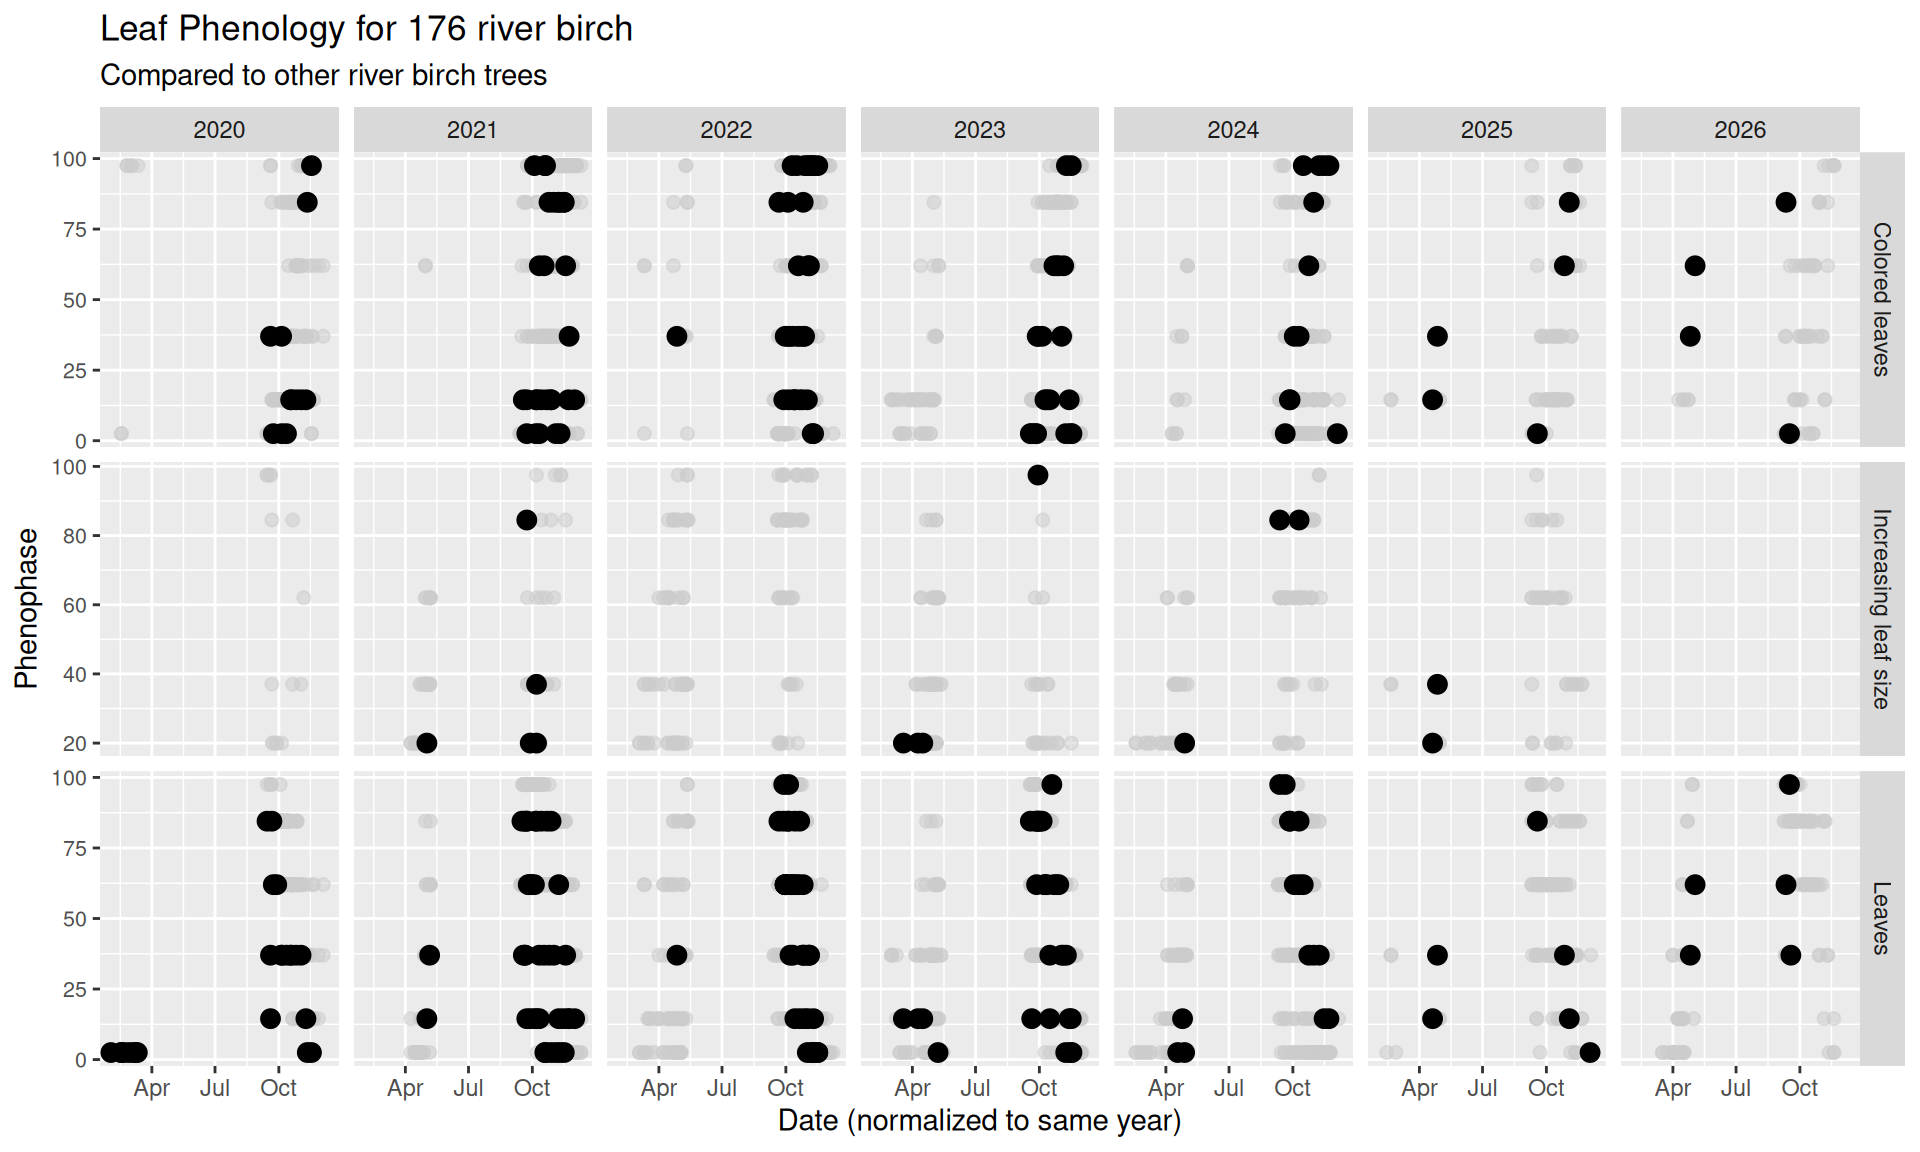 Leaf Phenology for 176 river birch
Compared to other river birch trees
2020 2021 2022 2023 2024 2025 2026
100
75
50
25
0
Colored leaves
100
80
60
40
20
Increasing leaf size
100
75
50
25
0
Leaves
Phenophase
Apr Jul Oct Apr Jul Oct Apr Jul Oct Apr Jul Oct Apr Jul Oct Apr Jul Oct Apr Jul Oct
Date (normalized to same year)